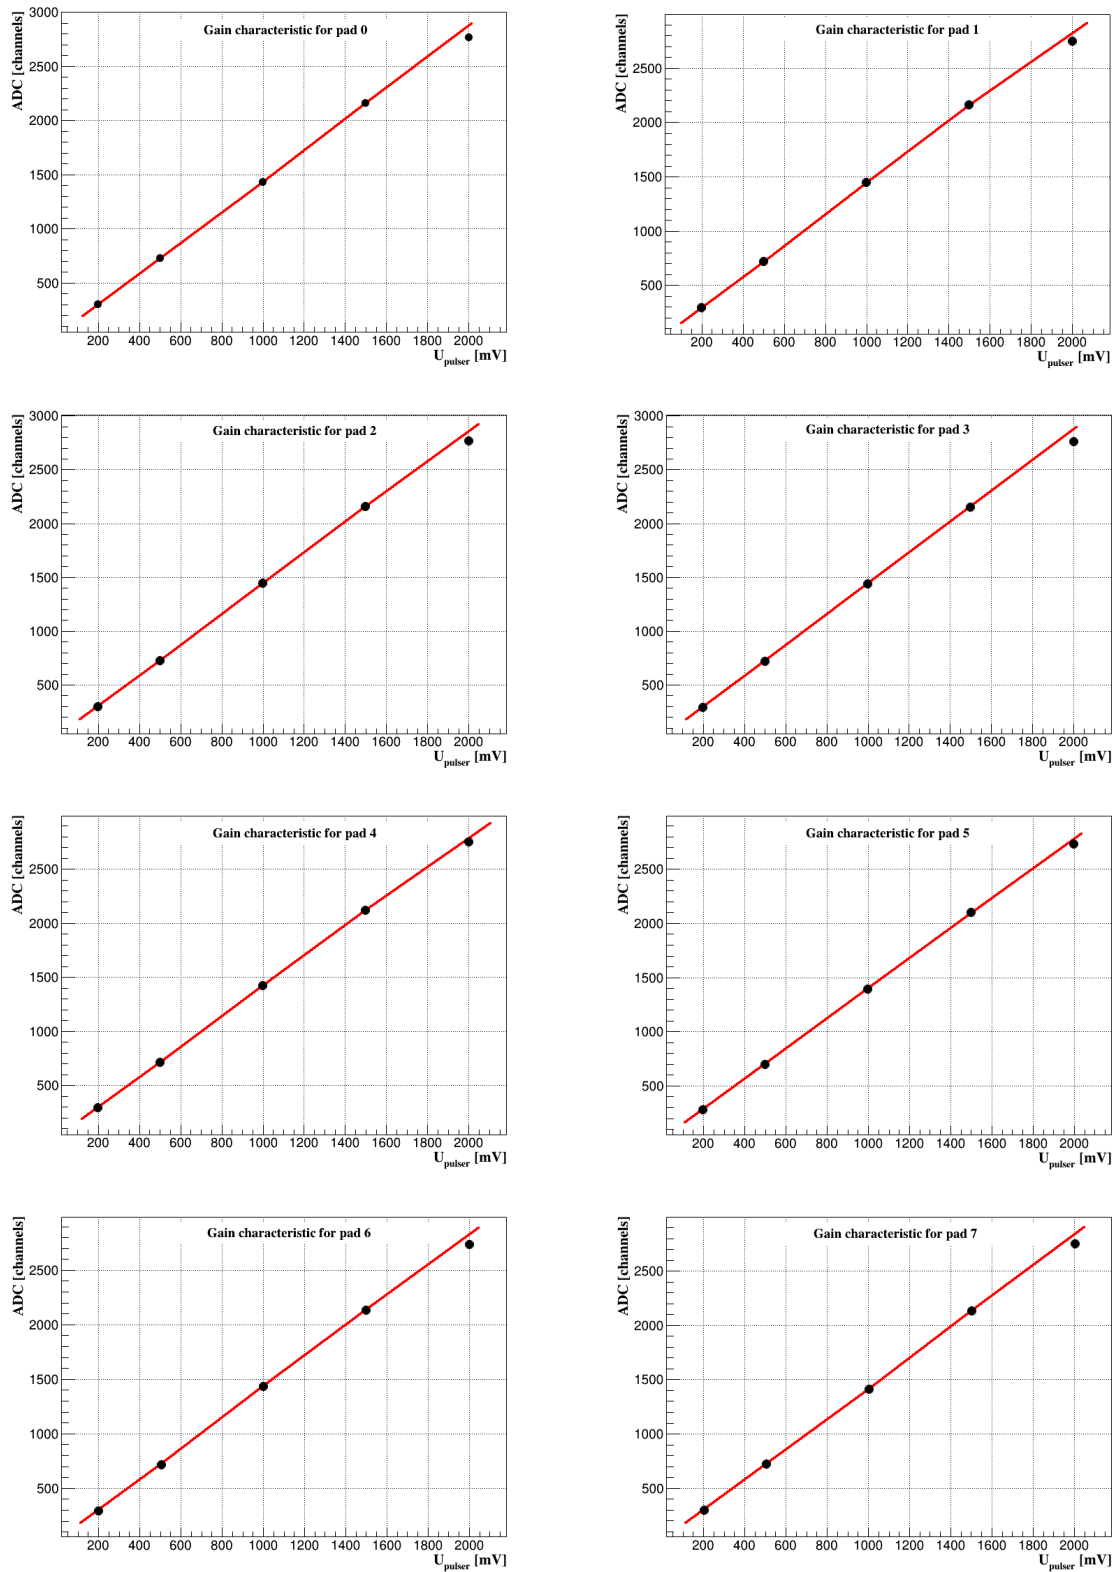 Gain characteristic for pad 0
ADC [channels]
3000
2500
2000
1500
1000
500
200 400 600 800 1000 1200 1400 1600 1800 2000
Upulser [mV]
Gain characteristic for pad 1
ADC [channels]
2500
2000
1500
1000
500
200 400 600 800 1000 1200 1400 1600 1800 2000
Upulser [mV]
Gain characteristic for pad 2
ADC [channels]
3000
2500
2000
1500
1000
500
200 400 600 800 1000 1200 1400 1600 1800 2000
Upulser [mV]
Gain characteristic for pad 3
ADC [channels]
3000
2500
2000
1500
1000
500
200 400 600 800 1000 1200 1400 1600 1800 2000
Upulser [mV]
Gain characteristic for pad 4
ADC [channels]
2500
2000
1500
1000
500
200 400 600 800 1000 1200 1400 1600 1800 2000
Upulser [mV]
Gain characteristic for pad 5
ADC [channels]
2500
2000
1500
1000
500
200 400 600 800 1000 1200 1400 1600 1800 2000
Upulser [mV]
Gain characteristic for pad 6
ADC [channels]
2500
2000
1500
1000
500
200 400 600 800 1000 1200 1400 1600 1800 2000
Upulser [mV]
Gain characteristic for pad 7
ADC [channels]
2500
2000
1500
1000
500
200 400 600 800 1000 1200 1400 1600 1800 2000
Upulser [mV]